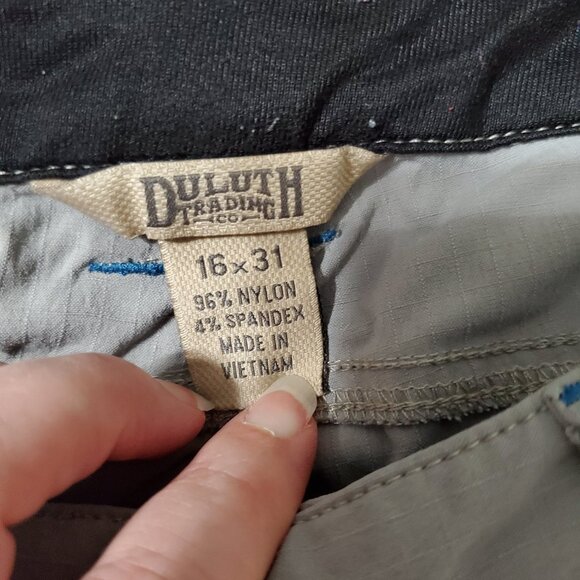 DULUTH
TRADING
CO
16 x 31
96% NYLON
4% SPANDEX
MADE IN
VIETNAM